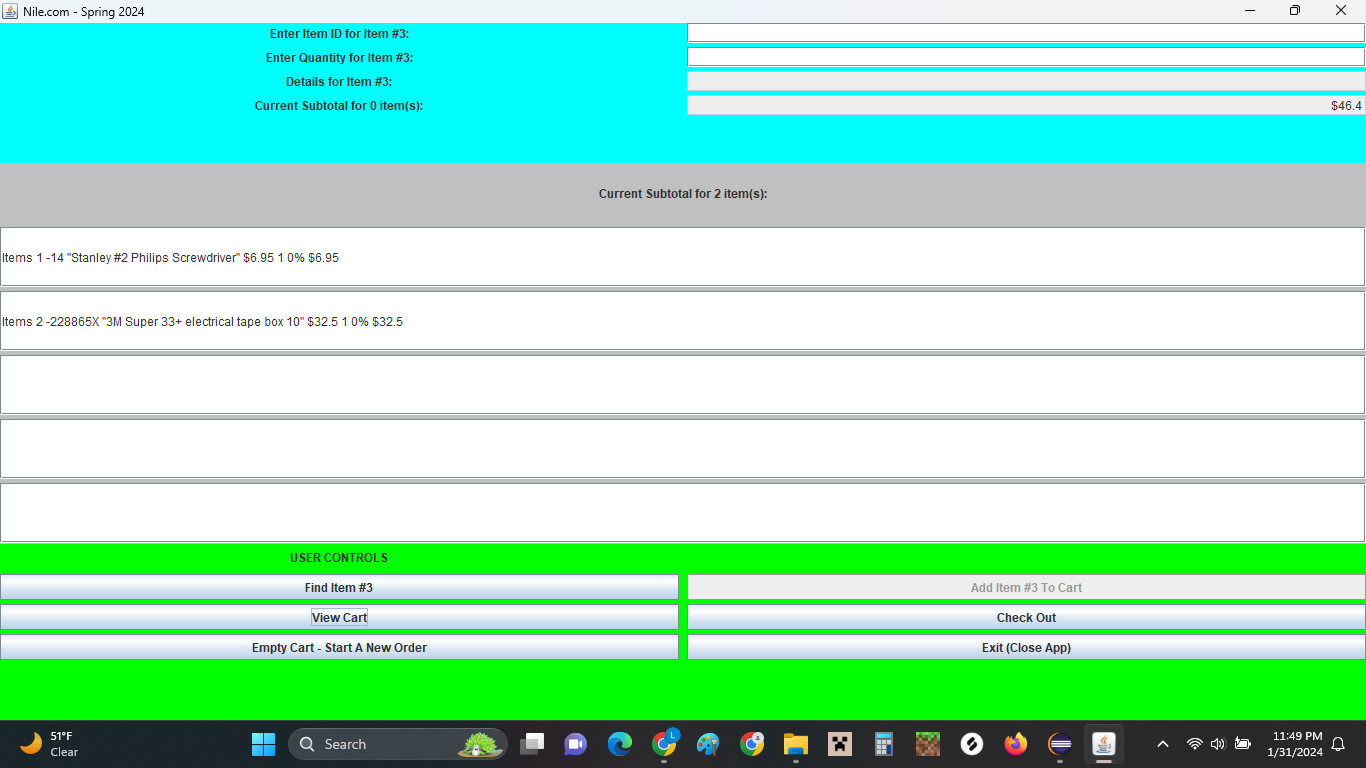 Nile.com - Spring 2024
Enter Item ID for Item #3:
Enter Quantity for Item #3:
Details for Item #3:
Current Subtotal for 0 item(s): $46.4
Current Subtotal for 2 item(s):
Items 1 -14 "Stanley #2 Philips Screwdriver" $6.95 1 0% $6.95
Items 2 -228865X "3M Super 33+ electrical tape box 10" $32.5 1 0% $32.5
USER CONTROLS
Find Item #3 Add Item #3 To Cart
View Cart Check Out
Empty Cart - Start A New Order Exit (Close App)
51°F
Clear
Search
L
11:49 PM
1/31/2024